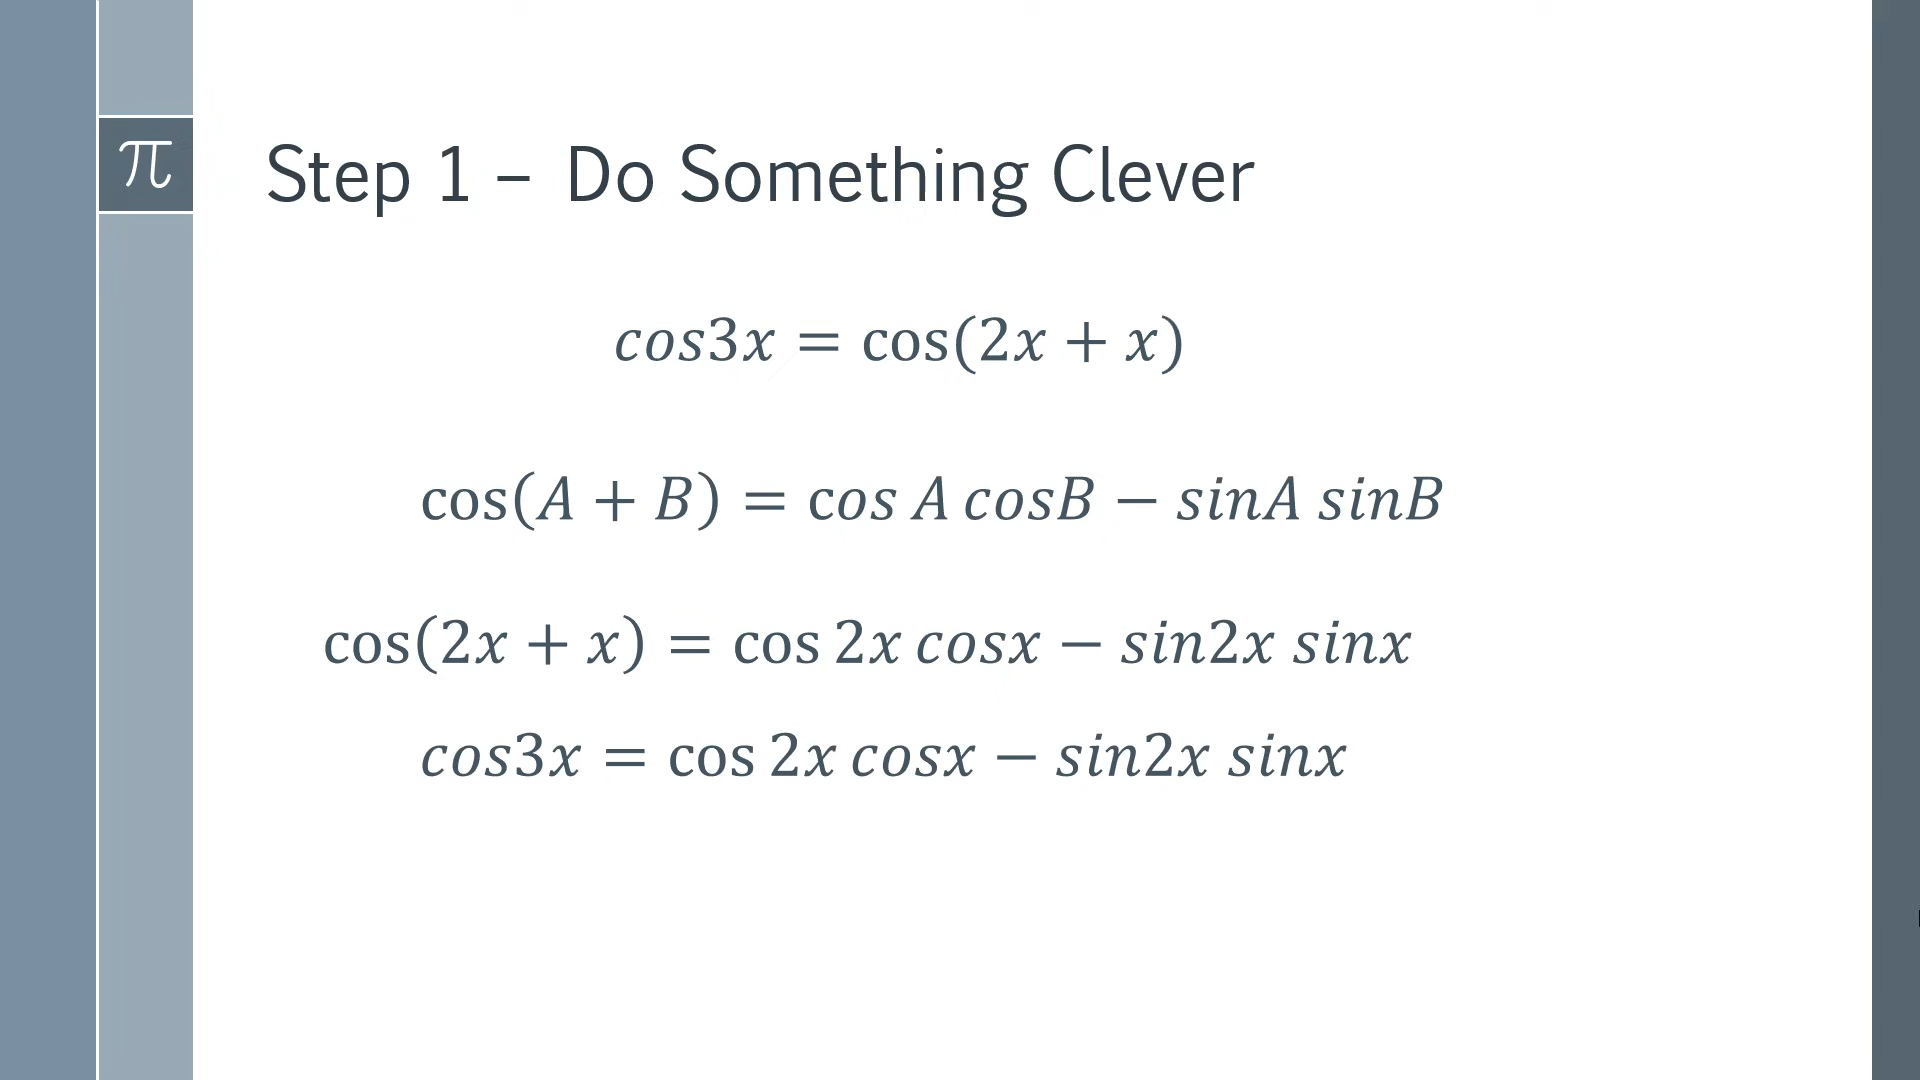 π
Step 1 – Do Something Clever
cos3x = cos(2x + x)
cos(A + B) = cos A cosB − sinA sinB
cos(2x + x) = cos 2x cosx − sin2x sinx
cos3x = cos 2x cosx − sin2x sinx